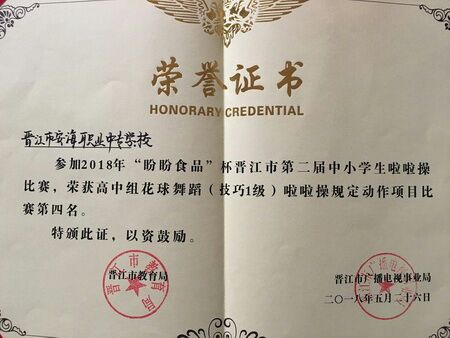 荣誉证书
HONORARY CREDENTIAL
晋江市安海职业中专学校
参加2018年“盼盼食品”杯晋江市第二届中小学生啦啦操
比赛，荣获高中组花球舞蹈（技巧1级）啦啦操规定动作项目比
赛第四名。
特颁此证，以资鼓励。
晋江市教育局
晋江市广播电视事业局
二〇一八年五月二十六日